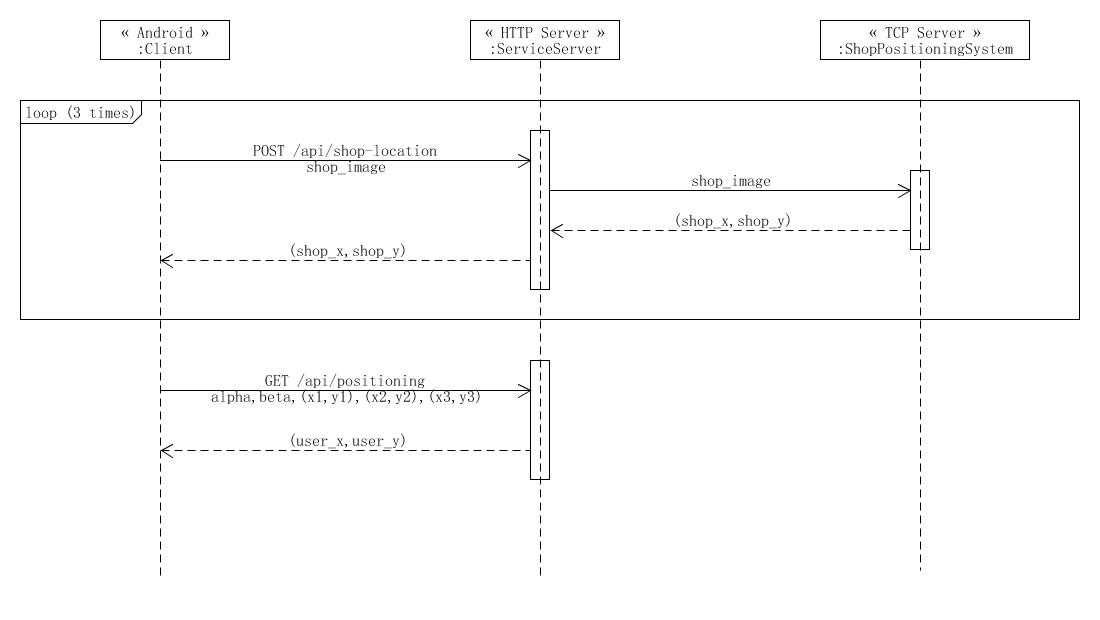 « Android »
:Client
« HTTP Server »
:ServiceServer
« TCP Server »
:ShopPositioningSystem
loop (3 times)
POST /api/shop-location
shop_image
shop_image
(shop_x,shop_y)
(shop_x,shop_y)
GET /api/positioning
alpha,beta,(x1,y1),(x2,y2),(x3,y3)
(user_x,user_y)